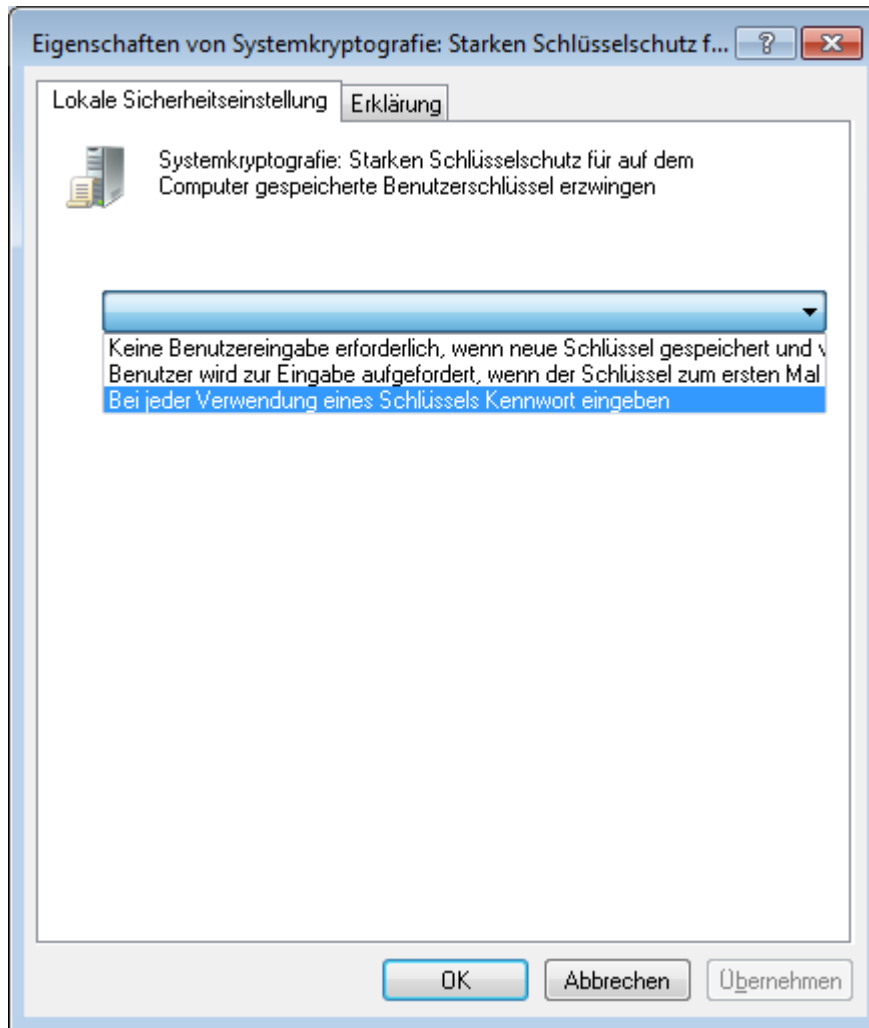 Eigenschaften von Systemkryptografie: Starken Schlüsselschutz f...
Lokale Sicherheitseinstellung
Erklärung
Systemkryptografie: Starken Schlüsselschutz für auf dem
Computer gespeicherte Benutzerschlüssel erzwingen
Keine Benutzereingabe erforderlich, wenn neue Schlüssel gespeichert und
Benutzer wird zur Eingabe aufgefordert, wenn der Schlüssel zum ersten Mal
Bei jeder Verwendung eines Schlüssels Kennwort eingeben
OK
Abbrechen
Übernehmen